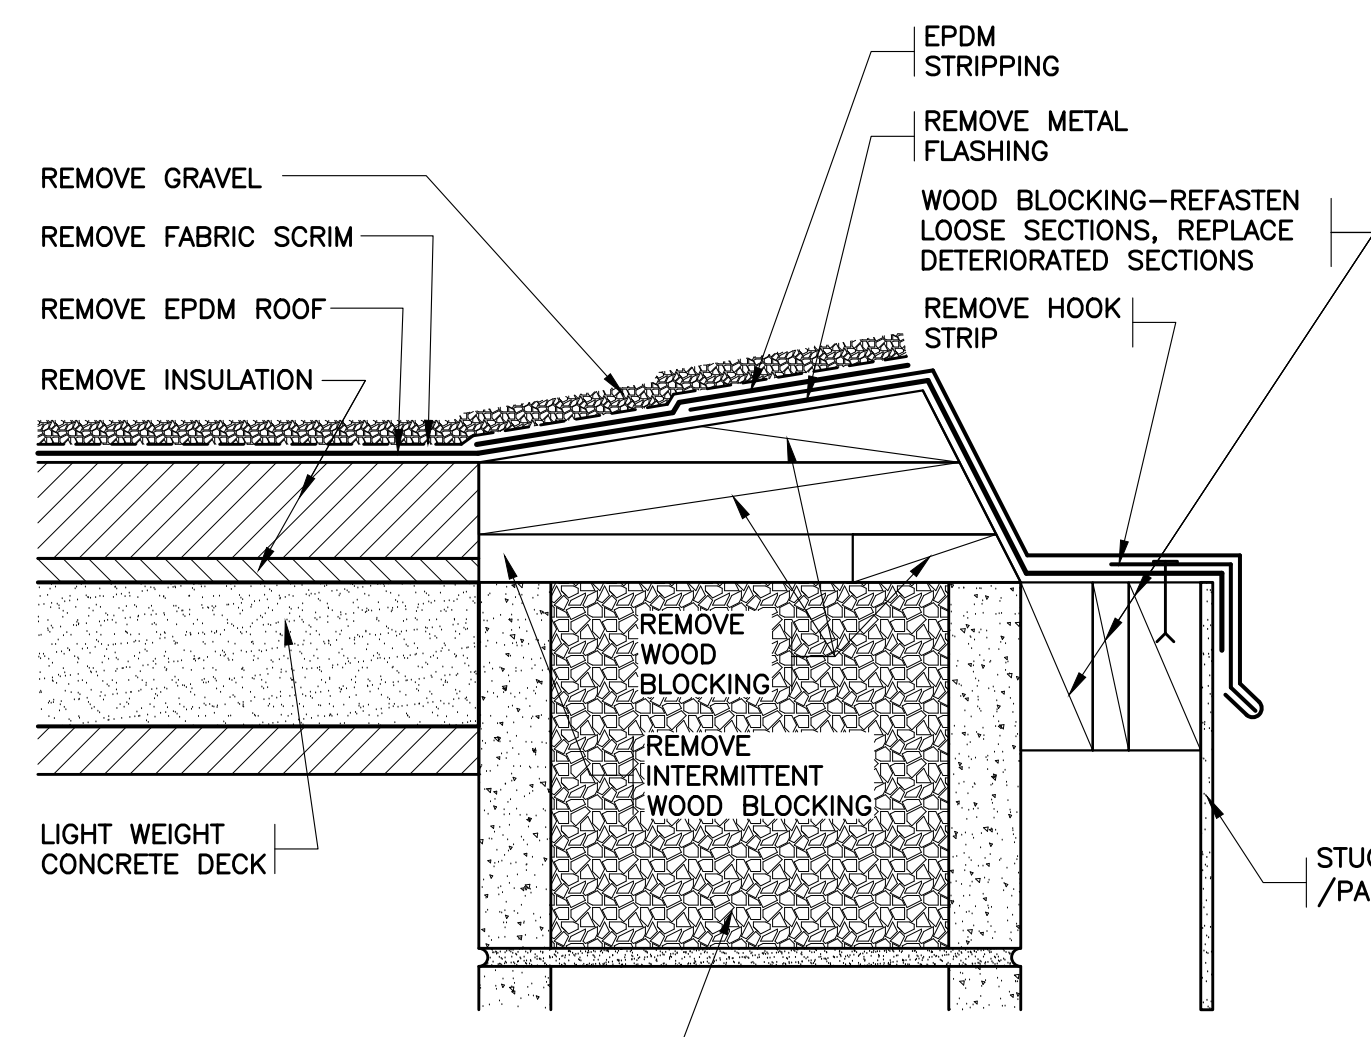 EPDM
STRIPPING
REMOVE METAL
FLASHING
WOOD BLOCKING-REFASTEN
LOOSE SECTIONS, REPLACE
DETERIORATED SECTIONS
REMOVE HOOK
STRIP
REMOVE GRAVEL
REMOVE FABRIC SCRIM
REMOVE EPDM ROOF
REMOVE INSULATION
REMOVE
WOOD
BLOCKING
REMOVE
INTERMITTENT
WOOD BLOCKING
LIGHT WEIGHT
CONCRETE DECK